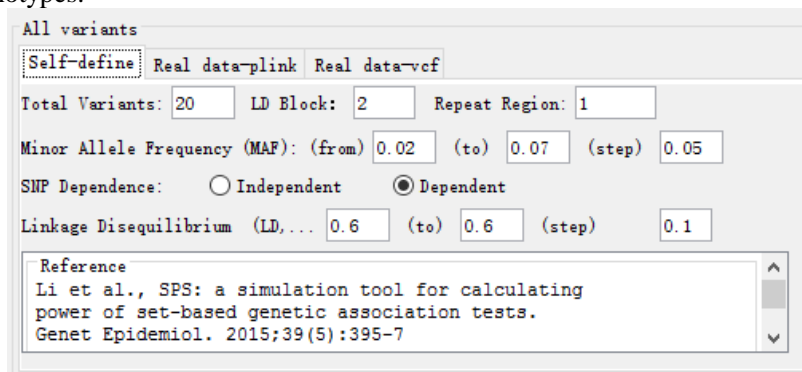 All variants
Self-define Real data-plink Real data-vcf
Total Variants: 20 LD Block: 2 Repeat Region: 1
Minor Allele Frequency (MAF): (from) 0.02 (to) 0.07 (step) 0.05
SNP Dependence: Independent Dependent
Linkage Disequilibrium (LD,... 0.6 (to) 0.6 (step) 0.1
Reference
Li et al., SPS: a simulation tool for calculating
power of set-based genetic association tests.
Genet Epidemiol. 2015;39(5):395-7